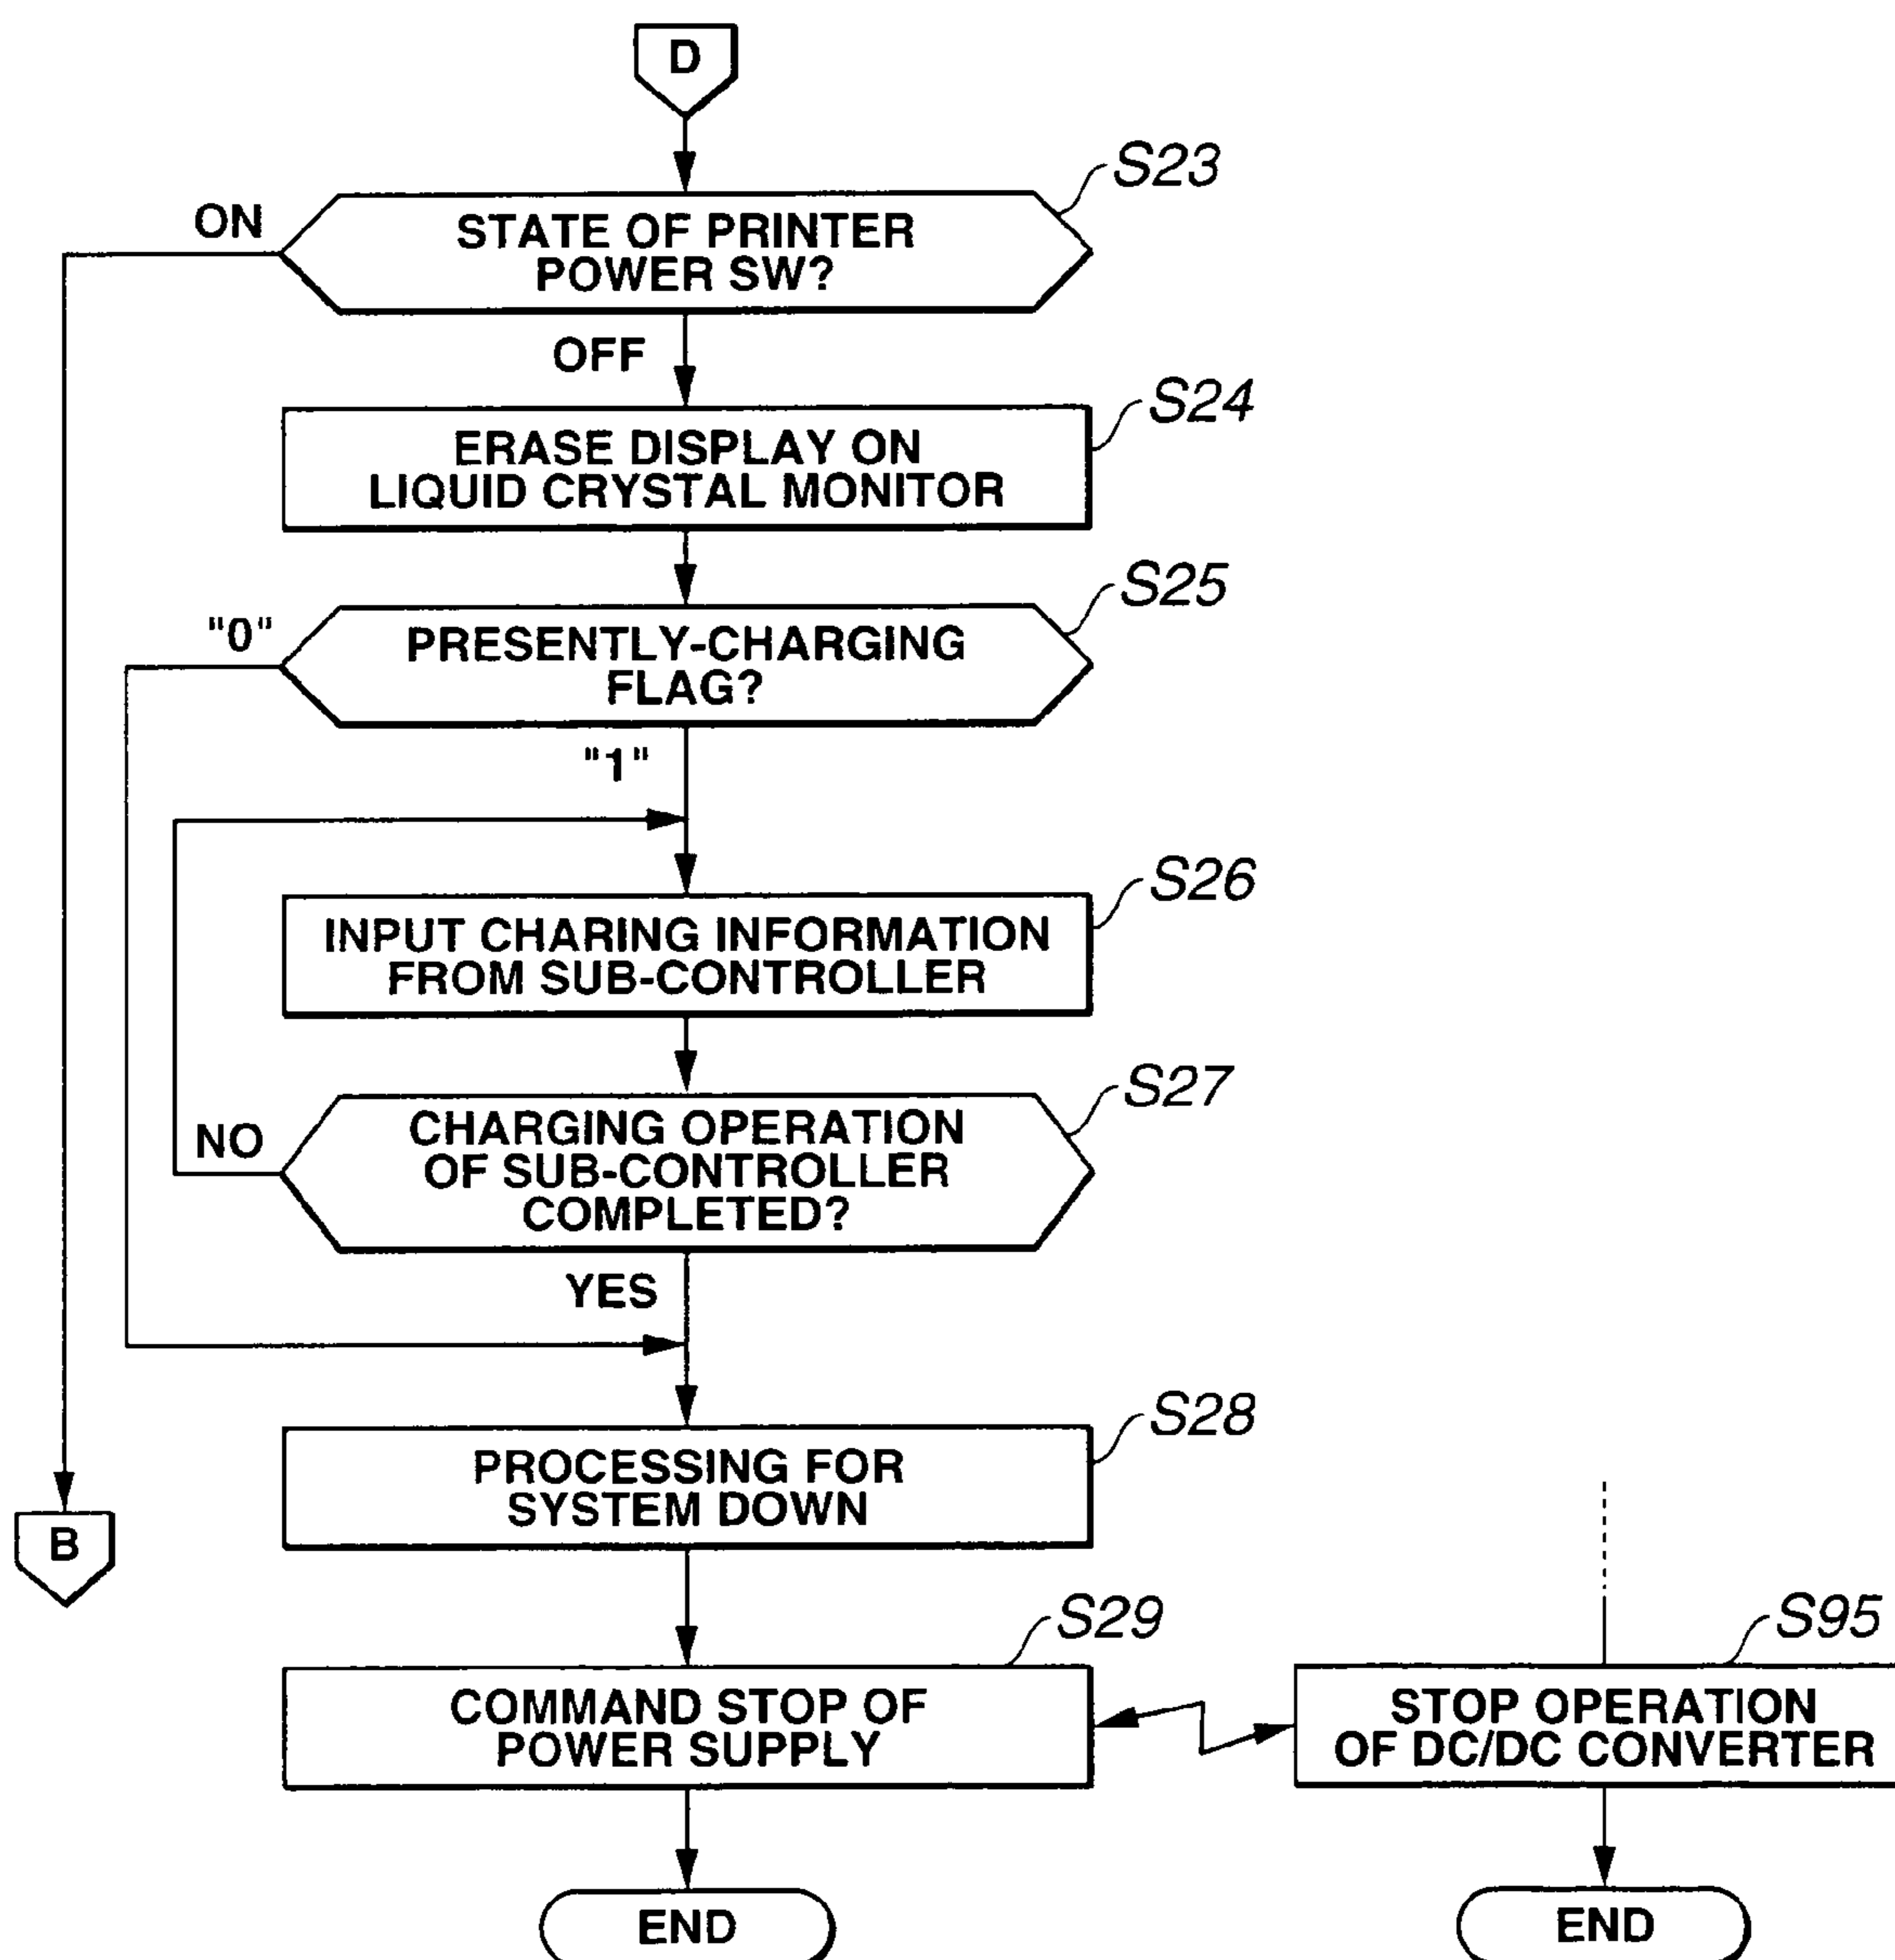 D
S23
ON
STATE OF PRINTER
POWER SW?
OFF
S24
ERASE DISPLAY ON
LIQUID CRYSTAL MONITOR
S25
"0"
PRESENTLY-CHARGING
FLAG?
"1"
S26
INPUT CHARING INFORMATION
FROM SUB-CONTROLLER
S27
NO
CHARGING OPERATION
OF SUB-CONTROLLER
COMPLETED?
YES
S28
PROCESSING FOR
SYSTEM DOWN
B
S29
COMMAND STOP OF
POWER SUPPLY
S95
STOP OPERATION
OF DC/DC CONVERTER
END
END